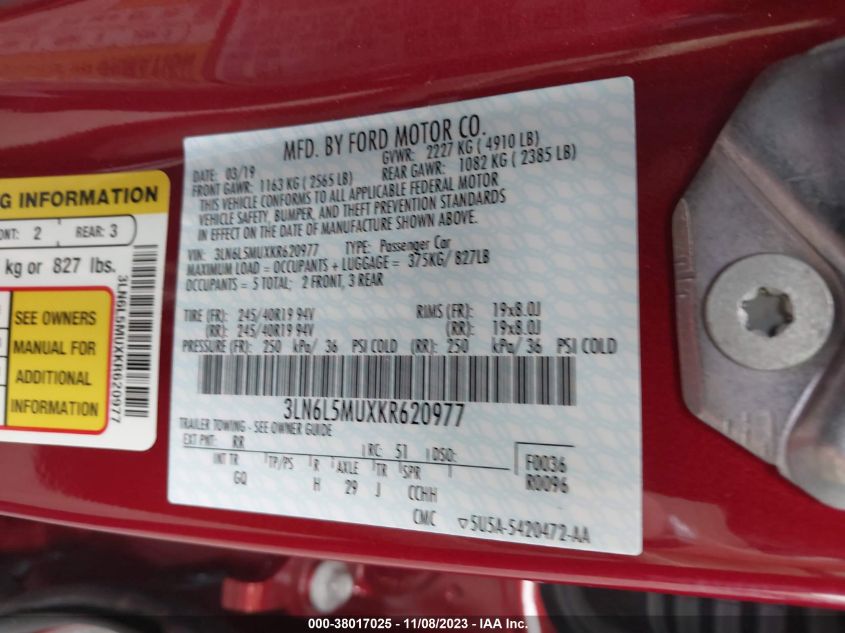 MFD. BY FORD MOTOR CO.
DATE: 03/19 GVWR: 2227 KG ( 4910 LB)
FRONT GAWR: 1163 KG ( 2565 LB) REAR GAWR: 1082 KG ( 2385 LB)
THIS VEHICLE CONFORMS TO ALL APPLICABLE FEDERAL MOTOR
VEHICLE SAFETY, BUMPER, AND THEFT PREVENTION STANDARDS
IN EFFECT ON THE DATE OF MANUFACTURE SHOWN ABOVE.
VIN: 3LN6L5MUXKR620977 TYPE: Passenger Car
MAXIMUM LOAD = OCCUPANTS + LUGGAGE = 375KG/ 827LB
OCCUPANTS = 5 TOTAL; 2 FRONT, 3 REAR
TIRE (FR): 245/40R19 94V RIMS (FR): 19x8.0J
(RR): 245/40R19 94V (RR): 19x8.0J
PRESSURE (FR): 250 kPa/ 36 PSI COLD (RR): 250 kPa/ 36 PSI COLD
3LN6L5MUXKR620977
TRAILER TOWING - SEE OWNER GUIDE
EXT PNT: RR RC: 51 DSO:
INT TR TP/PS R AXLE TR SPR F0036
GQ H 29 J CCHH R0096
CMC ▽5U5A-5420472-AA
G INFORMATION
ONT: 2 REAR: 3
kg or 827 lbs.
SEE OWNERS
MANUAL FOR
ADDITIONAL
INFORMATION
3LN6L5MUXKR620977
000-38017025 - 11/08/2023 - IAA Inc.